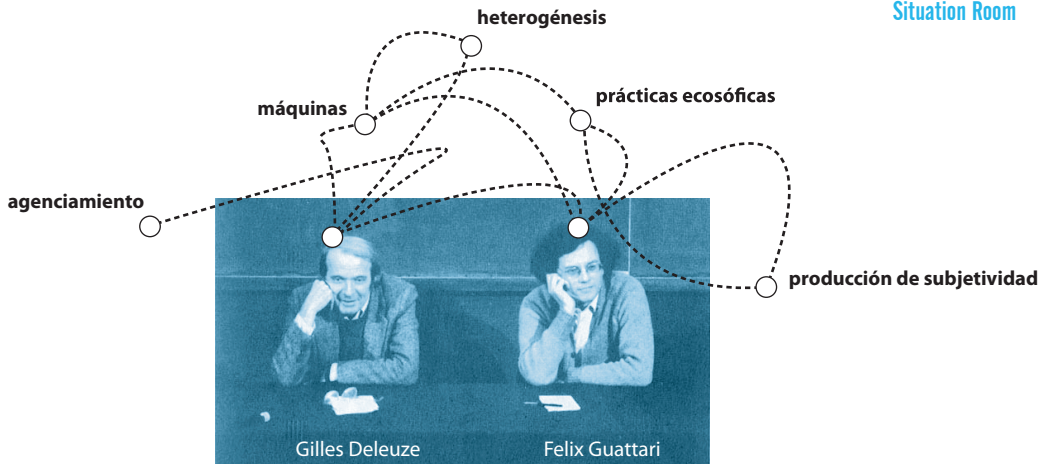 Situation Room
heterogénesis
prácticas ecosóficas
máquinas
agenciamiento
producción de subjetividad
Gilles Deleuze
Felix Guattari